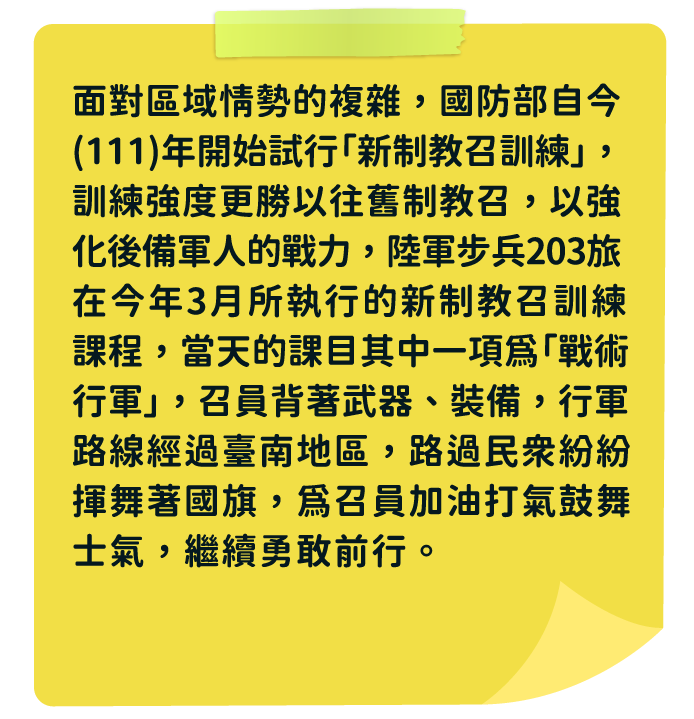 面對區域情勢的複雜，國防部自今
(111)年開始試行「新制教召訓練」，
訓練強度更勝以往舊制教召，以強
化後備軍人的戰力，陸軍步兵203旅
在今年3月所執行的新制教召訓練
課程，當天的課目其中一項爲「戰術
行軍」，召員背著武器、裝備，行軍
路線經過臺南地區，路過民眾紛紛
揮舞著國旗，爲召員加油打氣鼓舞
士氣，繼續勇敢前行。